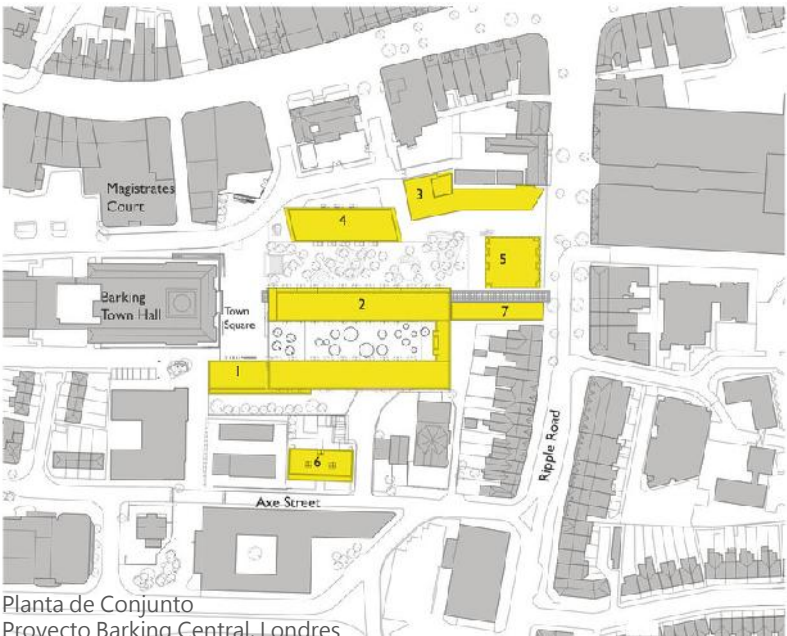 Magistrates
Court
3
4
5
Barking
Town Hall
Town
Square
2
7
1
Ripple Road
6
Axe Street
Planta de Conjunto
Proyecto Barking Central, Londres